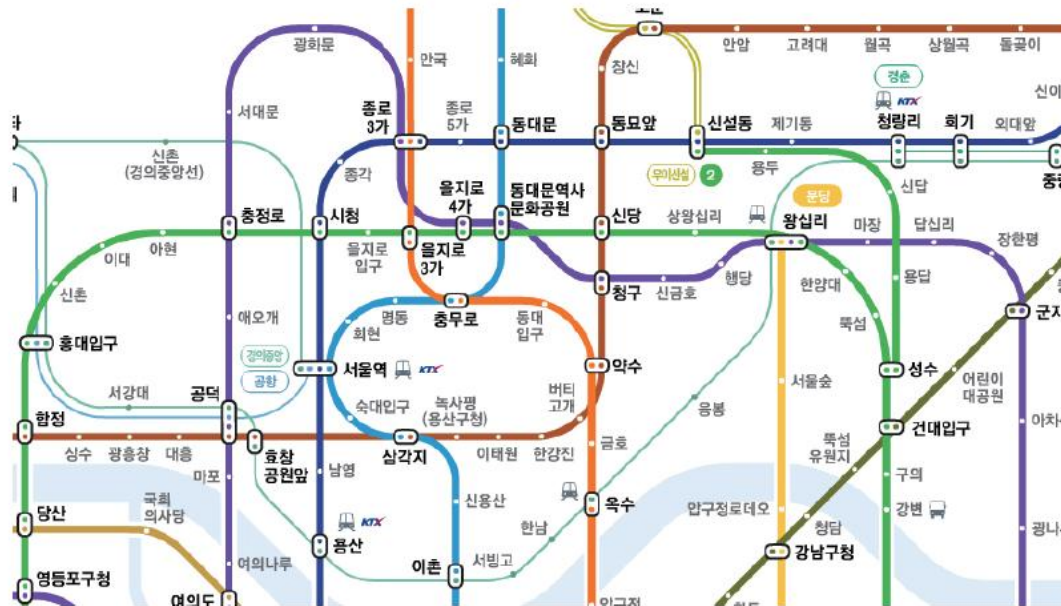 광화문
안국
혜화
창신
안암
고려대
월곡
상월곡
돌곶이
서대문
종로
3가
종로
5가
동대문
동묘앞
신설동
제기동
경춘
KTX
청량리
회기
외대앞
신촌
(경의중앙선)
종각
을지로
4가
동대문역사
문화공원
우이신설
2
용두
신답
충정로
시청
신당
상왕십리
분당
왕십리
마장
답십리
장한평
아현
이대
을지로
입구
을지로
3가
청구
신금호
행당
한양대
용답
신촌
애오개
회현
명동
충무로
동대
입구
뚝섬
홍대입구
경의중앙
공항
서울역
KTX
약수
서울숲
성수
어린이
대공원
서강대
공덕
숙대입구
녹사평
(용산구청)
버티
고개
응봉
합정
상수
광흥창
대흥
효창
공원앞
삼각지
이태원
한강진
금호
뚝섬
유원지
건대입구
마포
남영
구의
국회
의사당
신용산
옥수
압구정로데오
강변
당산
KTX
용산
한남
청담
여의나루
이촌
서빙고
강남구청
영등포구청
여의도